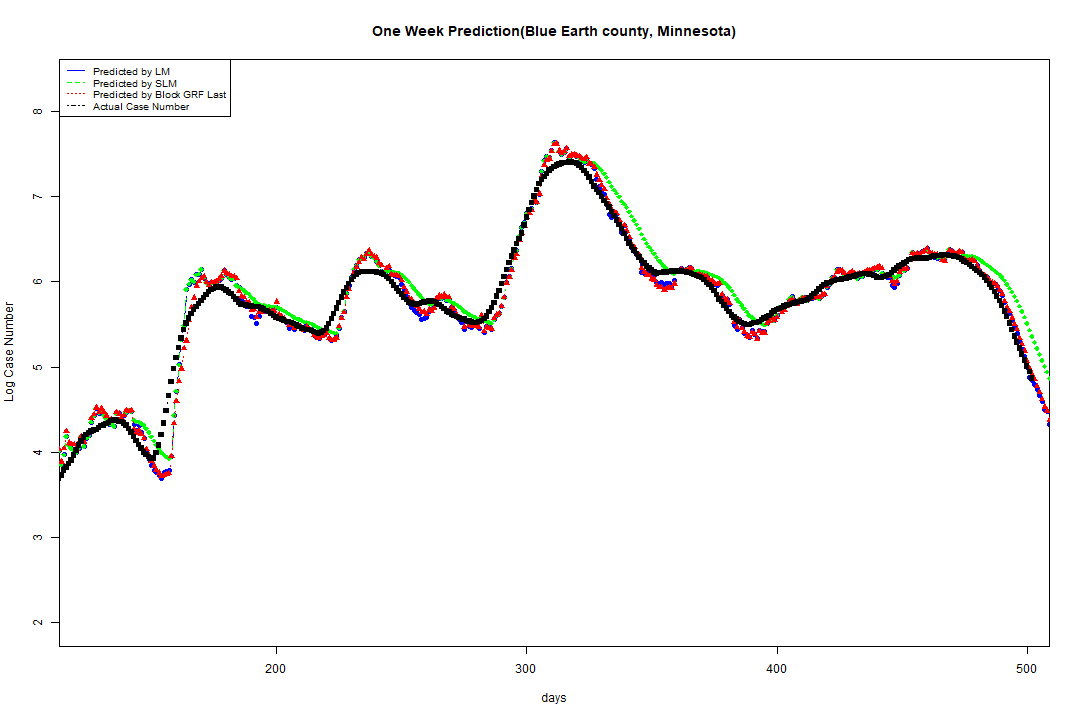 One Week Prediction(Blue Earth county, Minnesota)
Predicted by LM
Predicted by SLM
Predicted by Block GRF Last
Actual Case Number
8
7
6
5
4
3
2
Log Case Number
200 300 400 500
days